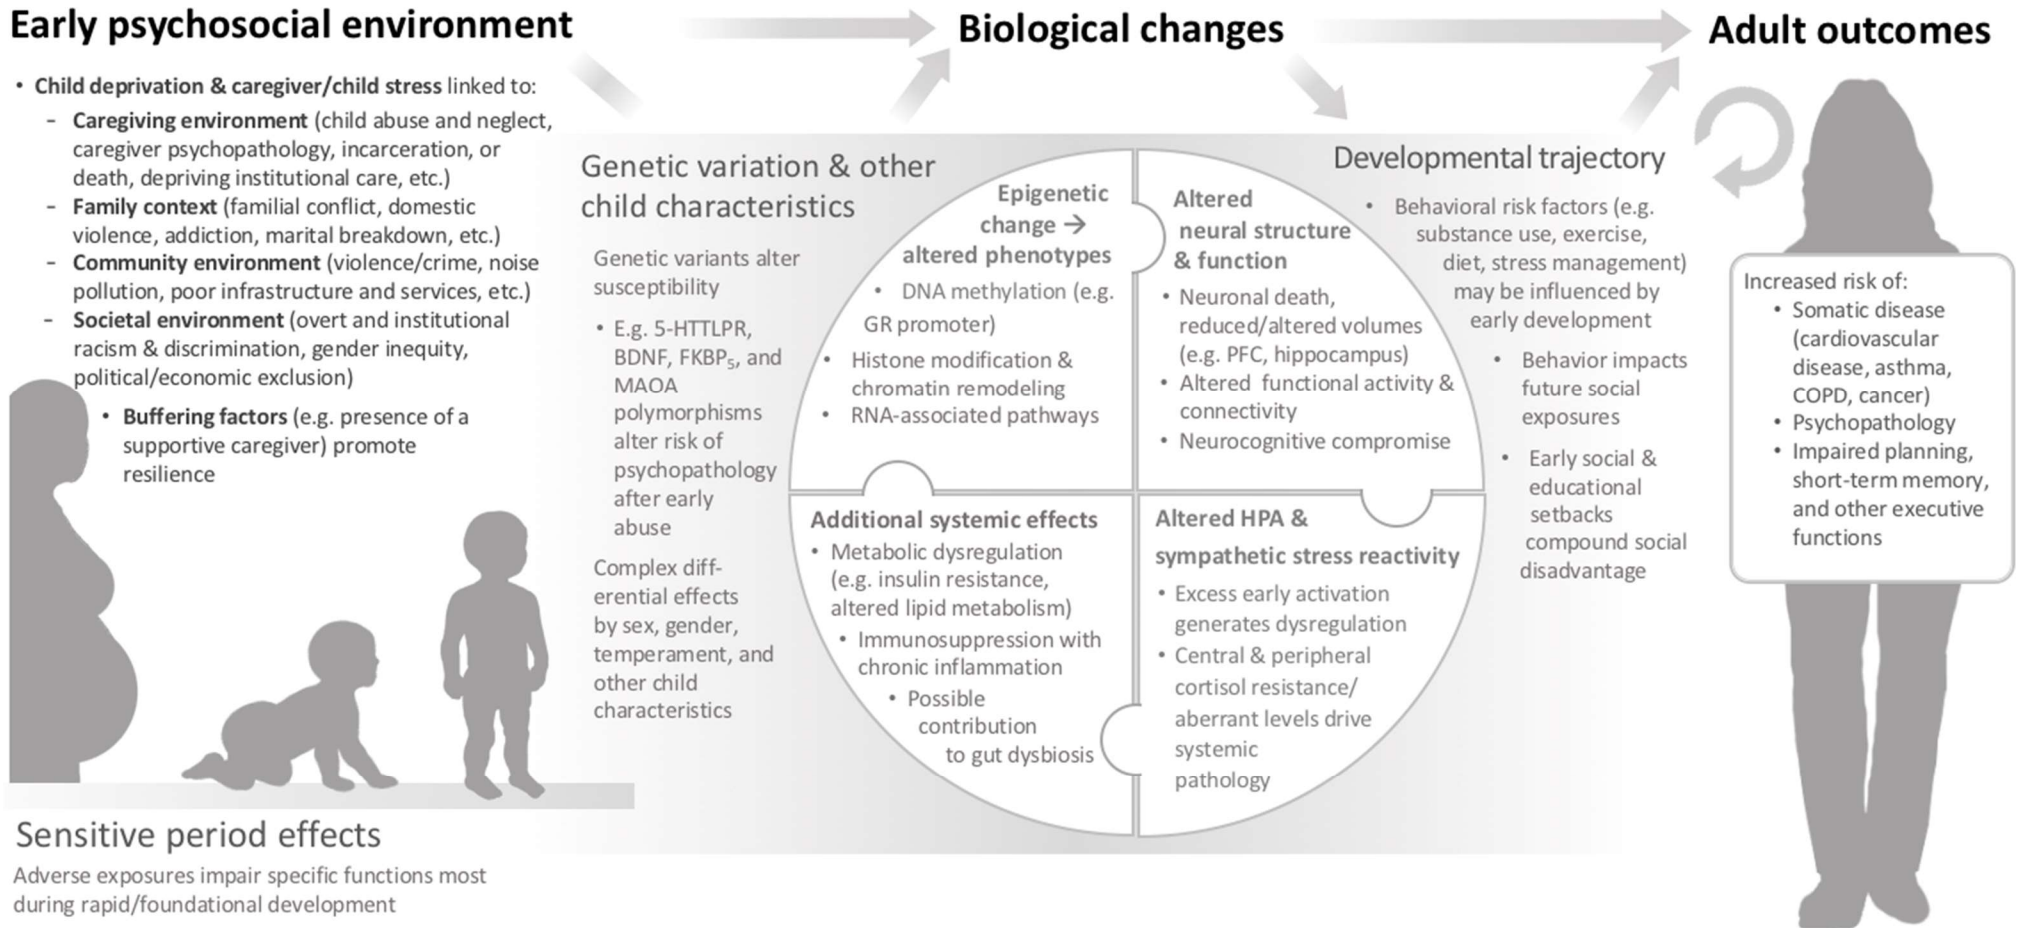 Early psychosocial environment
• Child deprivation & caregiver/child stress linked to:
– Caregiving environment (child abuse and neglect,
caregiver psychopathology, incarceration, or
death, depriving institutional care, etc.)
– Family context (familial conflict, domestic
violence, addiction, marital breakdown, etc.)
– Community environment (violence/crime, noise
pollution, poor infrastructure and services, etc.)
– Societal environment (overt and institutional
racism & discrimination, gender inequity,
political/economic exclusion)
• Buffering factors (e.g. presence of a
supportive caregiver) promote
resilience
Sensitive period effects
Adverse exposures impair specific functions most
during rapid/foundational development
Genetic variation & other
child characteristics
Genetic variants alter
susceptibility
• E.g. 5-HTTLPR,
BDNF, FKBP5, and
MAOA
polymorphisms
alter risk of
psychopathology
after early
abuse
Complex diff-
erential effects
by sex, gender,
temperament, and
other child
characteristics
Biological changes
Epigenetic
change →
altered phenotypes
• DNA methylation (e.g.
GR promoter)
• Histone modification &
chromatin remodeling
• RNA-associated pathways
Altered
neural structure
& function
• Neuronal death,
reduced/altered volumes
(e.g. PFC, hippocampus)
• Altered functional activity &
connectivity
• Neurocognitive compromise
Additional systemic effects
• Metabolic dysregulation
(e.g. insulin resistance,
altered lipid metabolism)
• Immunosuppression with
chronic inflammation
• Possible
contribution
to gut dysbiosis
Altered HPA &
sympathetic stress reactivity
• Excess early activation
generates dysregulation
• Central & peripheral
cortisol resistance/
aberrant levels drive
systemic
pathology
Developmental trajectory
• Behavioral risk factors (e.g.
substance use, exercise,
diet, stress management)
may be influenced by
early development
• Behavior impacts
future social
exposures
• Early social &
educational
setbacks
compound social
disadvantage
Adult outcomes
Increased risk of:
• Somatic disease
(cardiovascular
disease, asthma,
COPD, cancer)
• Psychopathology
• Impaired planning,
short-term memory,
and other executive
functions